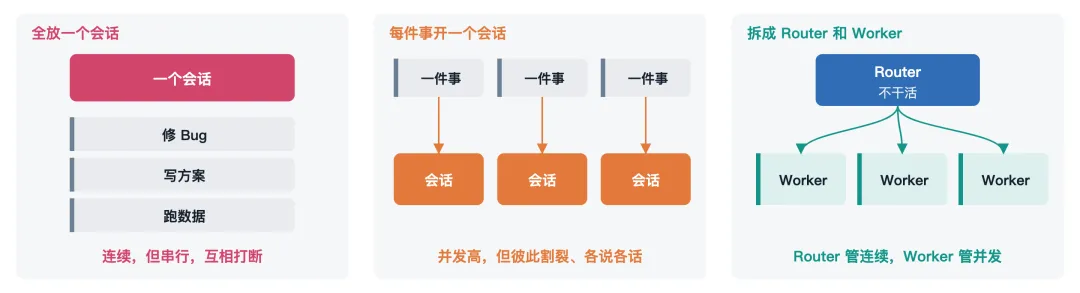 全放一个会话
一个会话
修 Bug
写方案
跑数据
连续，但串行，互相打断
每件事开一个会话
一件事
一件事
一件事
会话
会话
会话
并发高，但彼此割裂、各说各话
拆成 Router 和 Worker
Router
不干活
Worker
Worker
Worker
Router 管连续，Worker 管并发